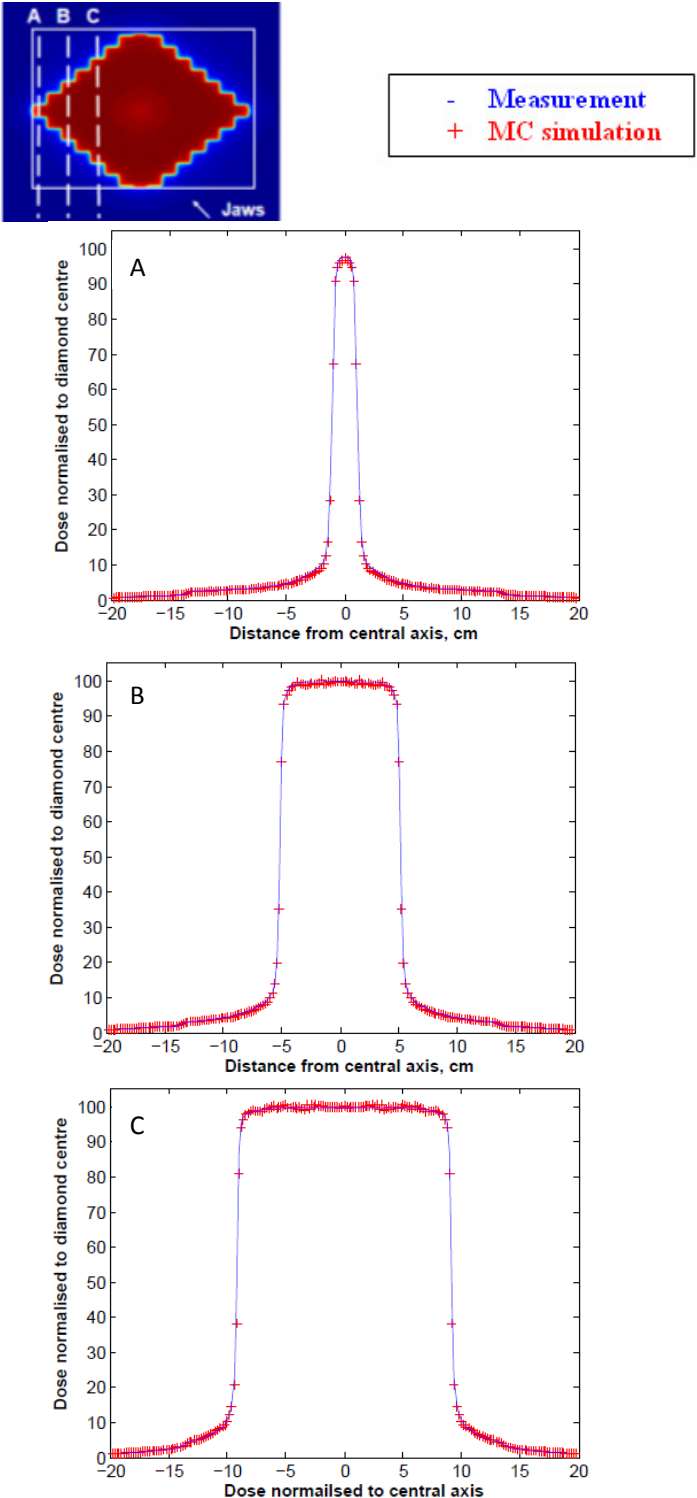 A B C
Jaws
- Measurement
+ MC simulation
A
Dose normalised to diamond centre
100
90
80
70
60
50
40
30
20
10
0
−20 −15 −10 −5 0 5 10 15 20
Distance from central axis, cm
B
Dose normalised to diamond centre
100
90
80
70
60
50
40
30
20
10
0
−20 −15 −10 −5 0 5 10 15 20
Distance from central axis, cm
C
Dose normalised to diamond centre
100
90
80
70
60
50
40
30
20
10
0
−20 −15 −10 −5 0 5 10 15 20
Dose normailsed to central axis